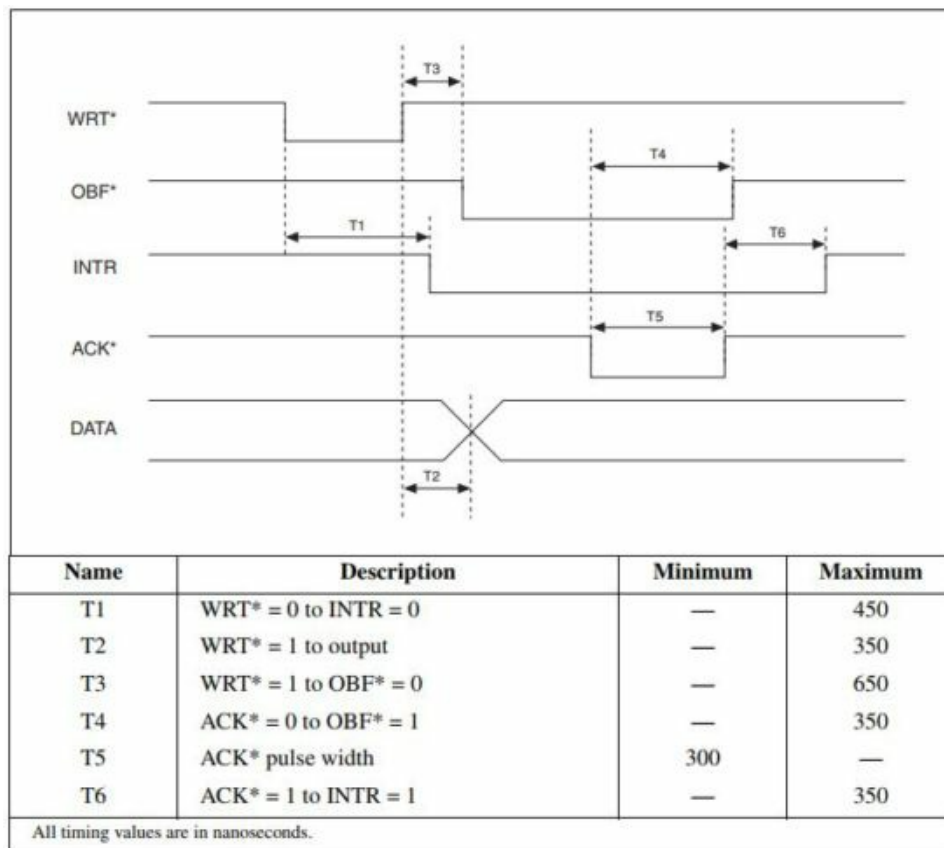 T3
WRT*
T4
OBF*
T1
T6
INTR
T5
ACK*
DATA
T2
Name Description Minimum Maximum
T1 WRT* = 0 to INTR = 0 — 450
T2 WRT* = 1 to output — 350
T3 WRT* = 1 to OBF* = 0 — 650
T4 ACK* = 0 to OBF* = 1 — 350
T5 ACK* pulse width 300 —
T6 ACK* = 1 to INTR = 1 — 350
All timing values are in nanoseconds.